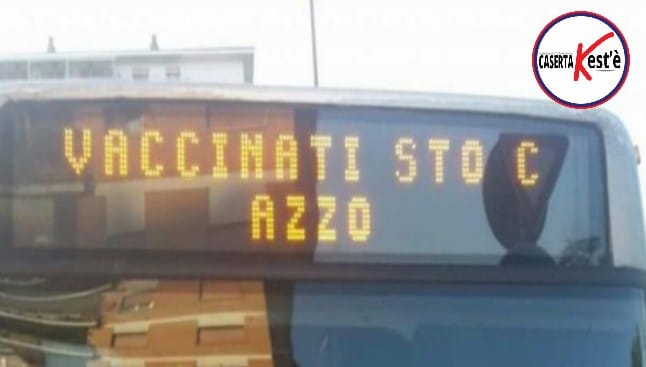 CASERTA Kest'è
VACCINATI STO C
AZZO